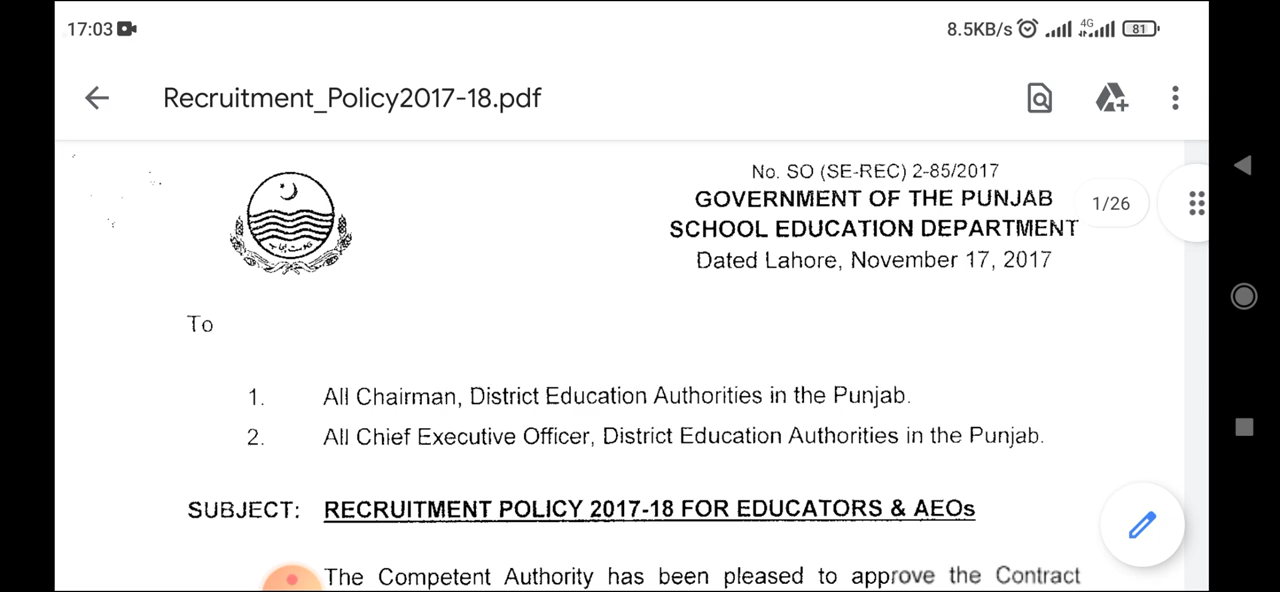 17:03
8.5KB/s 4G 81
Recruitment_Policy2017-18.pdf
No. SO (SE-REC) 2-85/2017
GOVERNMENT OF THE PUNJAB
SCHOOL EDUCATION DEPARTMENT
1/26
Dated Lahore, November 17, 2017
To
1. All Chairman, District Education Authorities in the Punjab.
2. All Chief Executive Officer, District Education Authorities in the Punjab.
SUBJECT: RECRUITMENT POLICY 2017-18 FOR EDUCATORS & AEOs
The Competent Authority has been pleased to approve the Contract